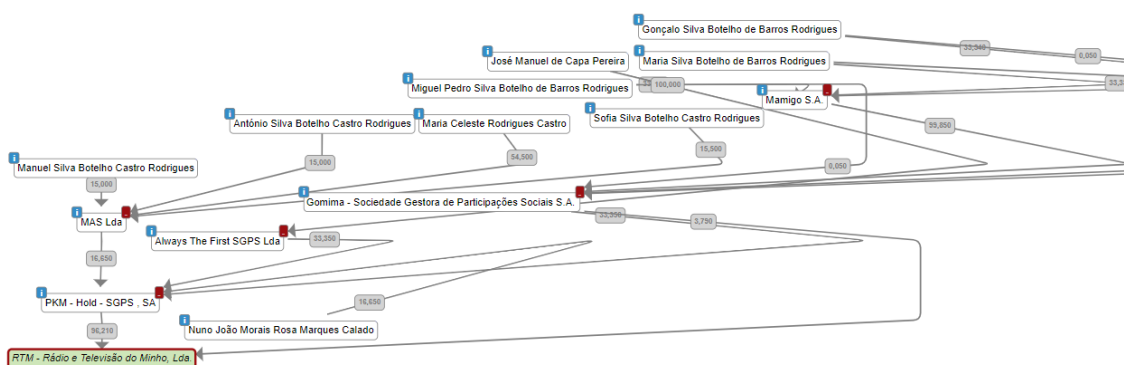 Gonçalo Silva Botelho de Barros Rodrigues
33,340
0,050
José Manuel de Capa Pereira
Maria Silva Botelho de Barros Rodrigues
Miguel Pedro Silva Botelho de Barros Rodrigues
100,000
Mamigo S.A.
António Silva Botelho Castro Rodrigues
Maria Celeste Rodrigues Castro
Sofia Silva Botelho Castro Rodrigues
99,850
15,000
54,500
15,500
0,050
Manuel Silva Botelho Castro Rodrigues
15,000
Gomima - Sociedade Gestora de Participações Sociais S.A.
MAS Lda
33,350
3,790
Always The First SGPS Lda
33,350
16,650
PKM - Hold - SGPS , SA
16,650
Nuno João Morais Rosa Marques Calado
96,210
RTM - Rádio e Televisão do Minho, Lda.